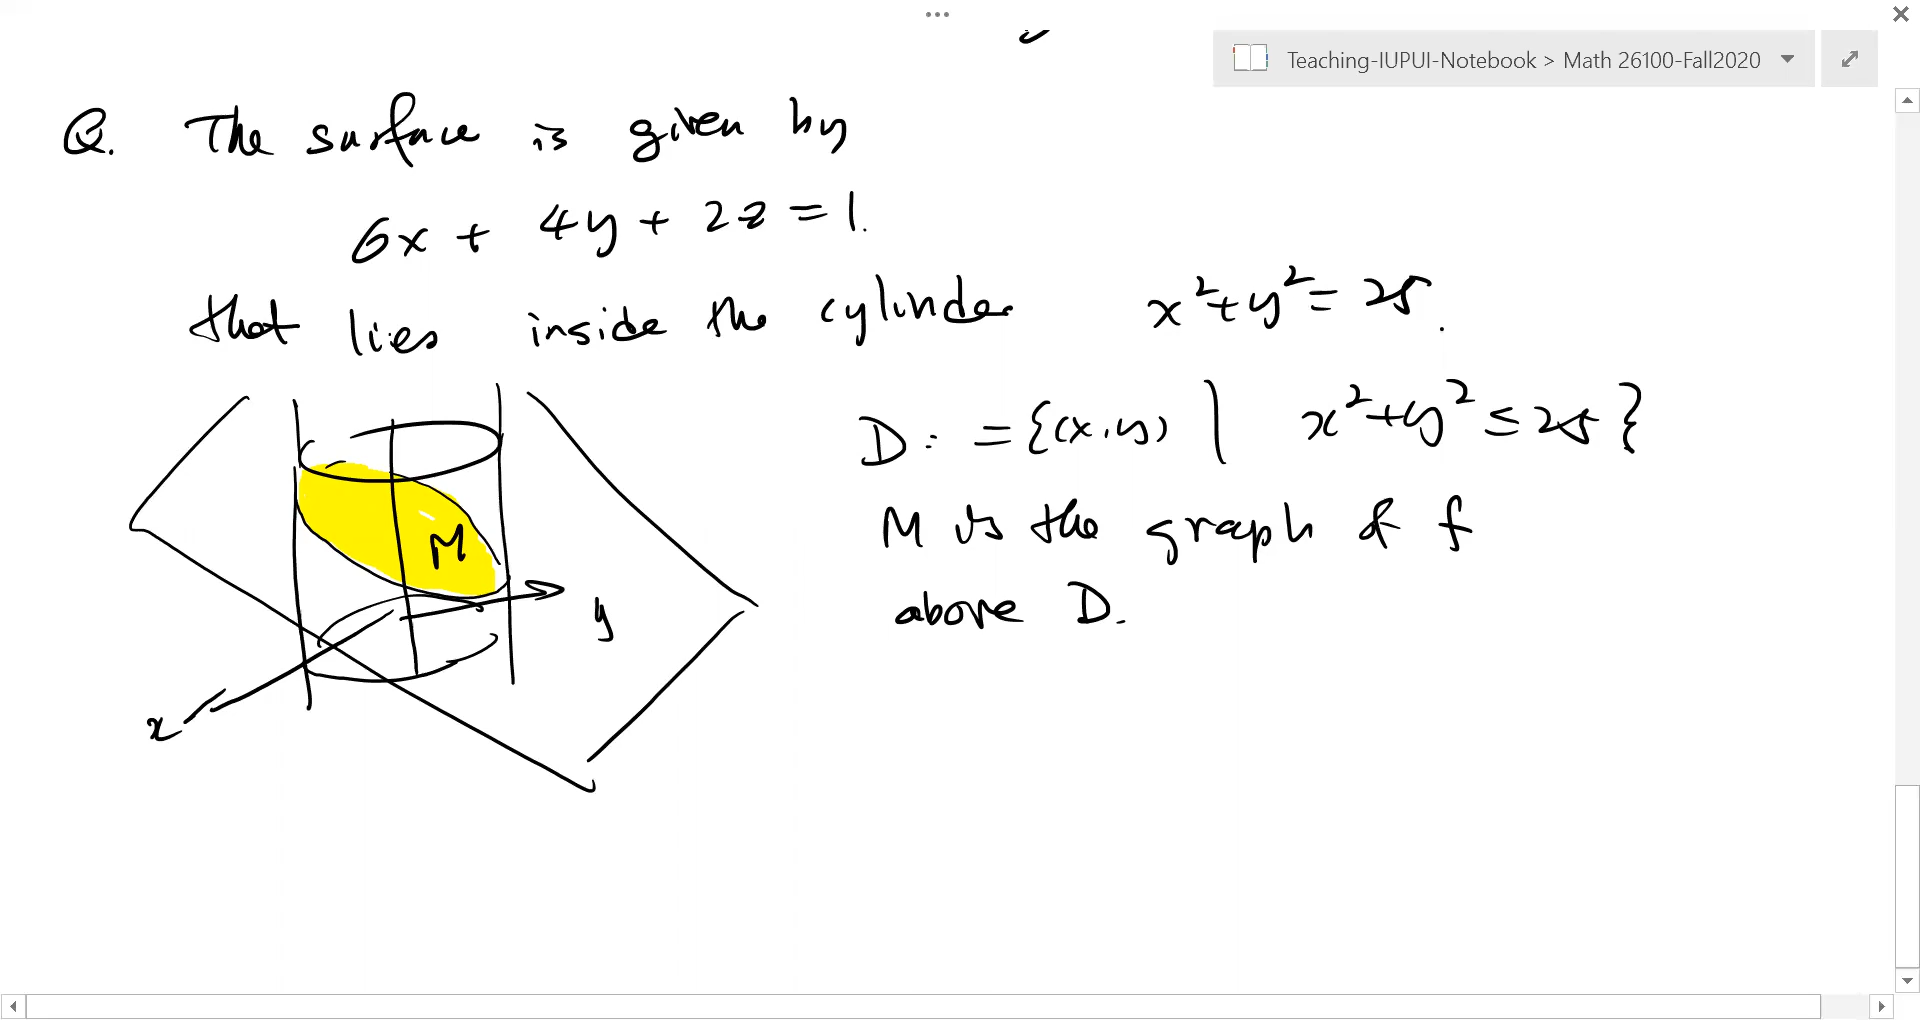 Teaching-IUPUI-Notebook > Math 26100-Fall2020
Q. The surface is given by
6x + 4y + 2z = 1.
that lies inside the cylinder x²+y²= 25.
D: = {(x,y) | x²+y² ≤ 25}
M is the graph of f
above D.
M
y
x